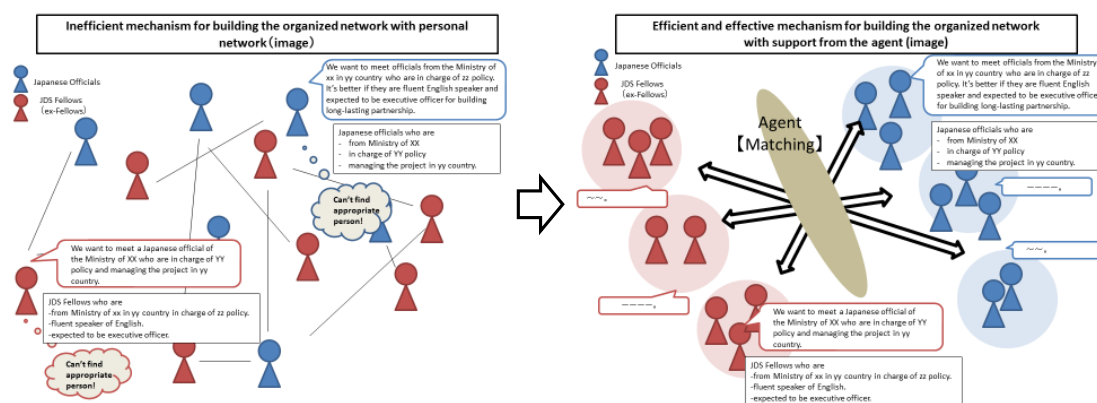 Inefficient mechanism for building the organized network with personal
network（image）
Japanese Officials
JDS Fellows
（ex-Fellows）
We want to meet officials from the Ministry of
xx in yy country who are in charge of zz policy.
It's better if they are fluent English speaker and
expected to be executive officer for building
long-lasting partnership.
Japanese officials who are
- from Ministry of XX
- in charge of YY policy
- managing the project in yy country.
Can't find
appropriate
person!
We want to meet a Japanese official of
the Ministry of XX who are in charge of YY
policy and managing the project in yy
country.
JDS Fellows who are
-from Ministry of xx in yy country in charge of zz policy.
-fluent speaker of English.
-expected to be executive officer.
Can't find
appropriate
person!
Efficient and effective mechanism for building the organized network
with support from the agent (image)
Japanese Officials
JDS Fellows
（ex-Fellows）
Agent
【Matching】
We want to meet officials from the Ministry of
xx in yy country who are in charge of zz
policy. It's better if they are fluent English
speaker and expected to be executive officer
for building long-lasting partnership.
Japanese officials who are
- from Ministry of XX
- in charge of YY policy
- managing the project in yy country.
~~。
————。
————。
~~。
We want to meet a Japanese official of
the Ministry of XX who are in charge of YY
policy and managing the project in yy
country.
JDS Fellows who are
-from Ministry of xx in yy country in charge of zz policy.
-fluent speaker of English.
-expected to be executive officer.